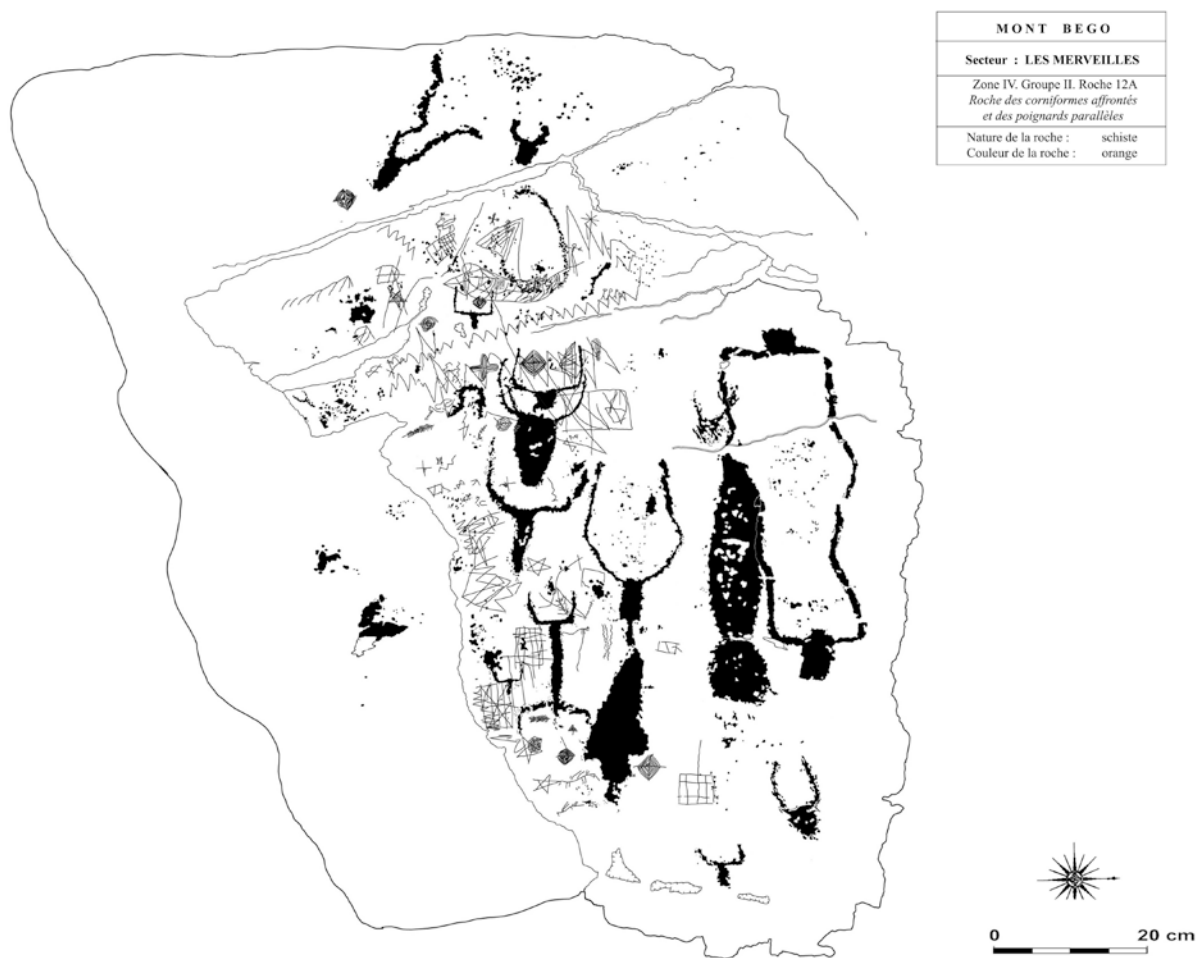 MONT BEGO
Secteur : LES MERVEILLES
Zone IV. Groupe II. Roche 12A
Roche des corniformes affrontés
et des poignards parallèles
Nature de la roche : schiste
Couleur de la roche : orange
0 20 cm